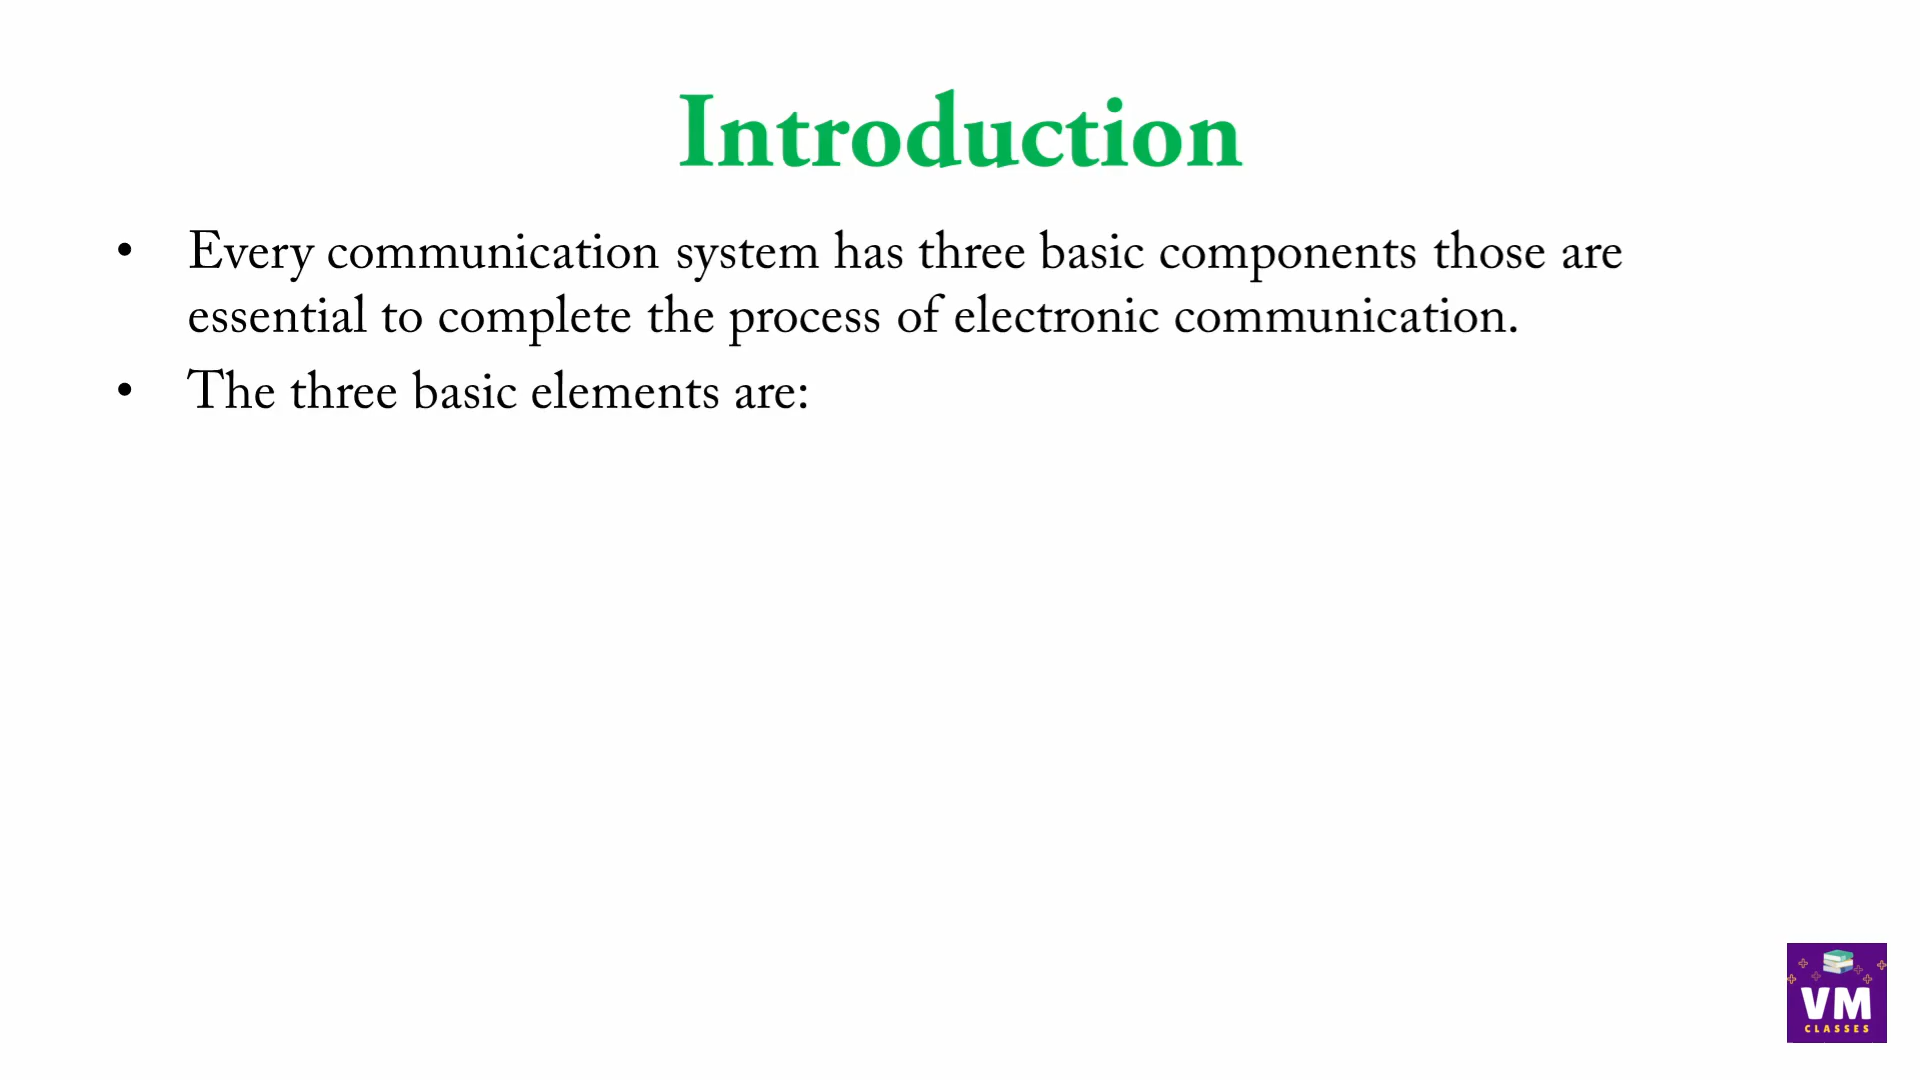 Introduction
• Every communication system has three basic components those are
essential to complete the process of electronic communication.
• The three basic elements are:
VM
CLASSES